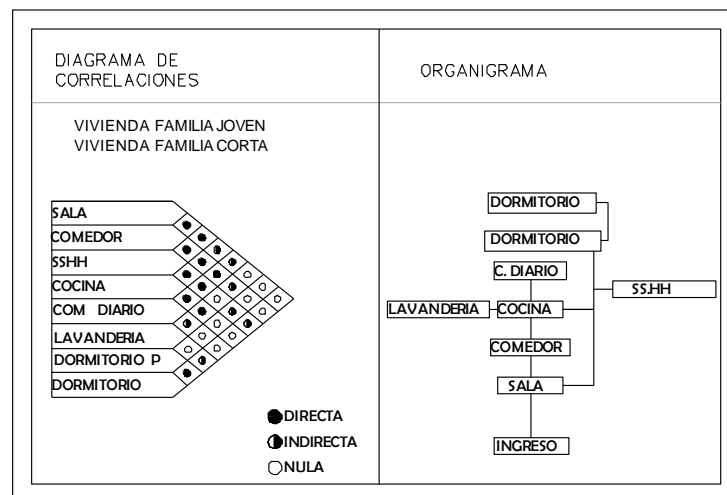 DIAGRAMA DE
CORRELACIONES
VIVIENDA FAMILIA JOVEN
VIVIENDA FAMILIA CORTA
SALA
COMEDOR
SSHH
COCINA
COM DIARIO
LAVANDERIA
DORMITORIO P
DORMITORIO
DIRECTA
INDIRECTA
NULA
ORGANIGRAMA
DORMITORIO
DORMITORIO
C. DIARIO
SS.HH
LAVANDERIA
COCINA
COMEDOR
SALA
INGRESO